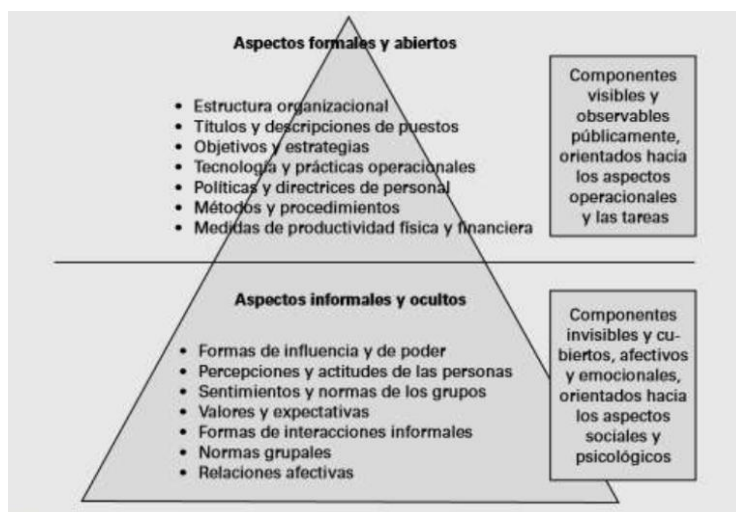 Aspectos formales y abiertos
• Estructura organizacional
• Títulos y descripciones de puestos
• Objetivos y estrategias
• Tecnología y prácticas operacionales
• Políticas y directrices de personal
• Métodos y procedimientos
• Medidas de productividad física y financiera
Componentes
visibles y
observables
públicamente,
orientados hacia
los aspectos
operacionales
y las tareas
Aspectos informales y ocultos
• Formas de influencia y de poder
• Percepciones y actitudes de las personas
• Sentimientos y normas de los grupos
• Valores y expectativas
• Formas de interacciones informales
• Normas grupales
• Relaciones afectivas
Componentes
invisibles y cu-
biertos, afectivos
y emocionales,
orientados hacia
los aspectos
sociales y
psicológicos